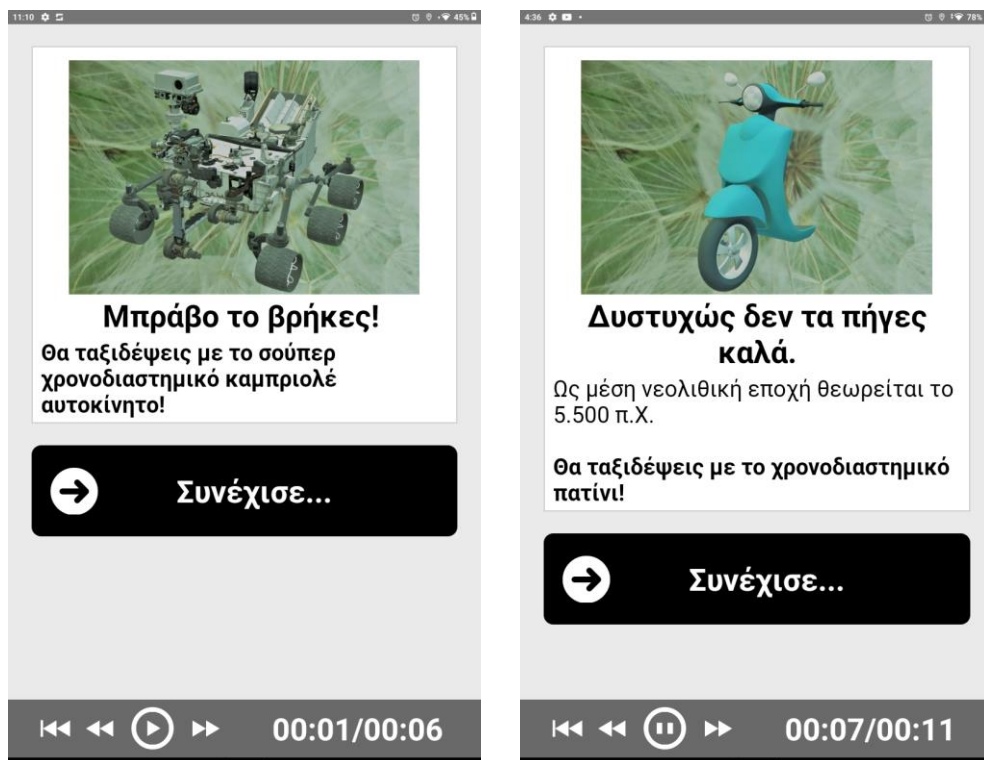 11:10
45%
Μπράβο το βρήκες!
Θα ταξιδέψεις με το σούπερ
χρονοδιαστημικό καμπριολέ
αυτοκίνητο!
Συνέχισε...
00:01/00:06
4:36
78%
Δυστυχώς δεν τα πήγες
καλά.
Ως μέση νεολιθική εποχή θεωρείται το
5.500 π.Χ.
Θα ταξιδέψεις με το χρονοδιαστημικό
πατίνι!
Συνέχισε...
00:07/00:11